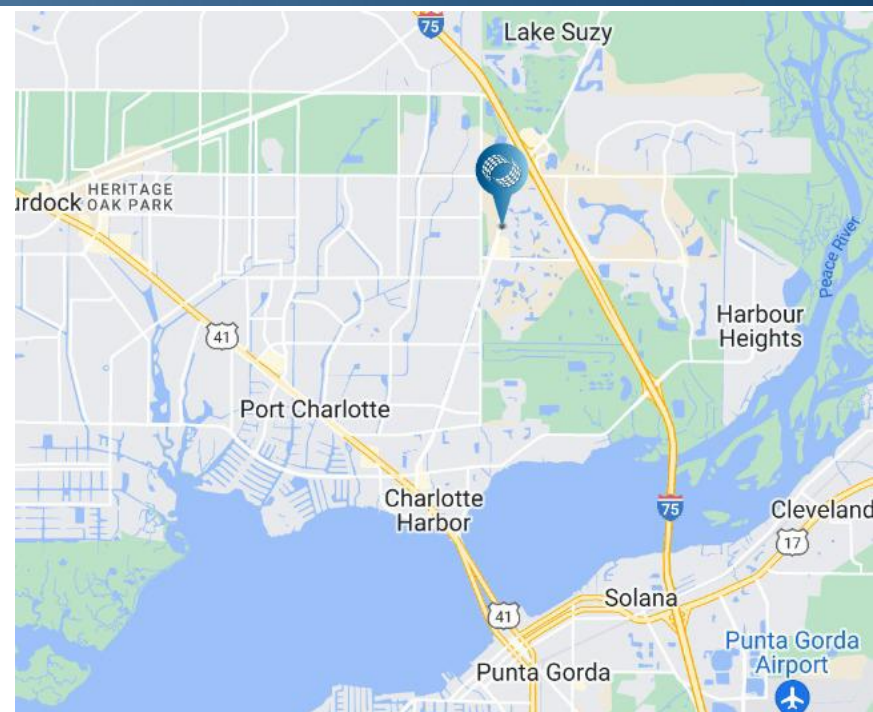 75
Lake Suzy
HERITAGE
OAK PARK
urdock
Peace River
Harbour
Heights
41
Port Charlotte
Charlotte
Harbor
75
Cleveland
17
Solana
41
Punta Gorda
Airport
Punta Gorda